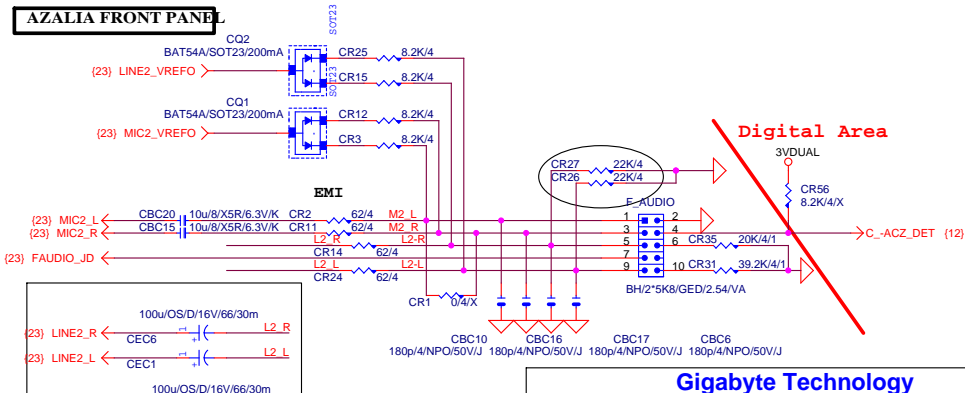 AZALIA FRONT PANEL
SOT23
CQ2
BAT54A/SOT23/200mA
{23} LINE2_VREFO
CR25 8.2K/4
CR15 8.2K/4
SOT23
CQ1
BAT54A/SOT23/200mA
{23} MIC2_VREFO
CR12 8.2K/4
CR3 8.2K/4
Digital Area
3VDUAL
CR27 22K/4
CR26 22K/4
CR56
8.2K/4/X
EMI
F_AUDIO
{23} MIC2_L CBC20 10u/8/X5R/6.3V/K CR2 62/4 M2_L 1 2
{23} MIC2_R CBC15 10u/8/X5R/6.3V/K CR11 62/4 M2_R 3 4 C_-ACZ_DET {12}
L2_R L2-R 5 6 CR35 20K/4/1
{23} FAUDIO_JD CR14 62/4 7
L2_L L2-L 9 10 CR31 39.2K/4/1
CR24 62/4
BH/2*5K8/GED/2.54/VA
CR1 0/4/X
100u/OS/D/16V/66/30m
{23} LINE2_R 1 + L2_R
CEC6
{23} LINE2_L 1 + L2_L
CEC1
100u/OS/D/16V/66/30m
CBC10 CBC16 CBC17 CBC6
180p/4/NPO/50V/J 180p/4/NPO/50V/J 180p/4/NPO/50V/J 180p/4/NPO/50V/J
Gigabyte Technology